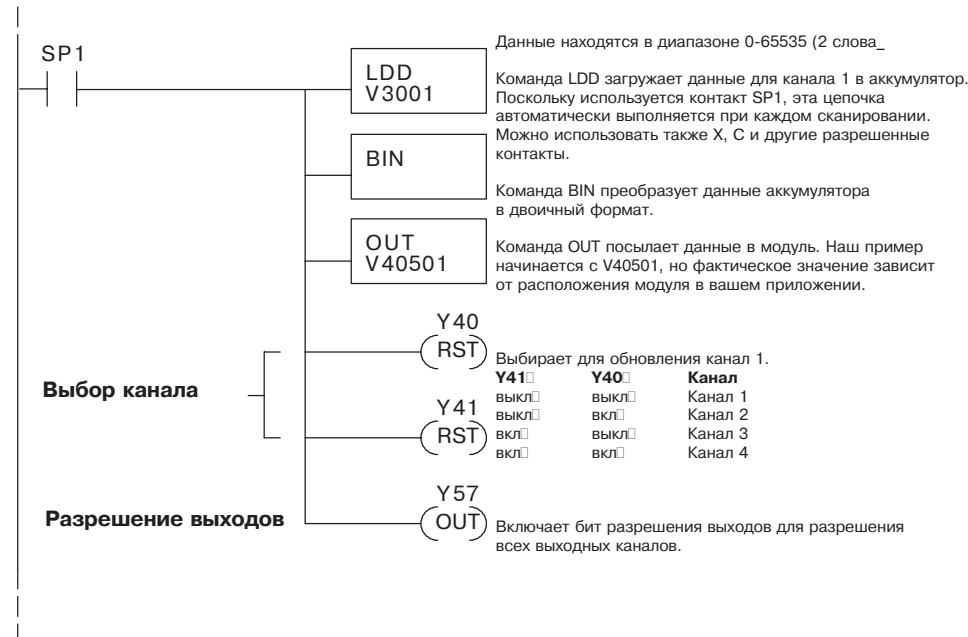 Данные находятся в диапазоне 0-65535 (2 слова_
SP1
LDD
V3001
Команда LDD загружает данные для канала 1 в аккумулятор.
Поскольку используется контакт SP1, эта цепочка
автоматически выполняется при каждом сканировании.
Можно использовать также X, C и другие разрешенные
контакты.
BIN
Команда BIN преобразует данные аккумулятора
в двоичный формат.
OUT
V40501
Команда OUT посылает данные в модуль. Наш пример
начинается с V40501, но фактическое значение зависит
от расположения модуля в вашем приложении.
Y40
RST
Выбирает для обновления канал 1.
Выбор канала
Y41 Y40 Канал
выкл выкл Канал 1
выкл вкл Канал 2
вкл выкл Канал 3
вкл вкл Канал 4
Y41
RST
Y57
Разрешение выходов
OUT
Включает бит разрешения выходов для разрешения
всех выходных каналов.